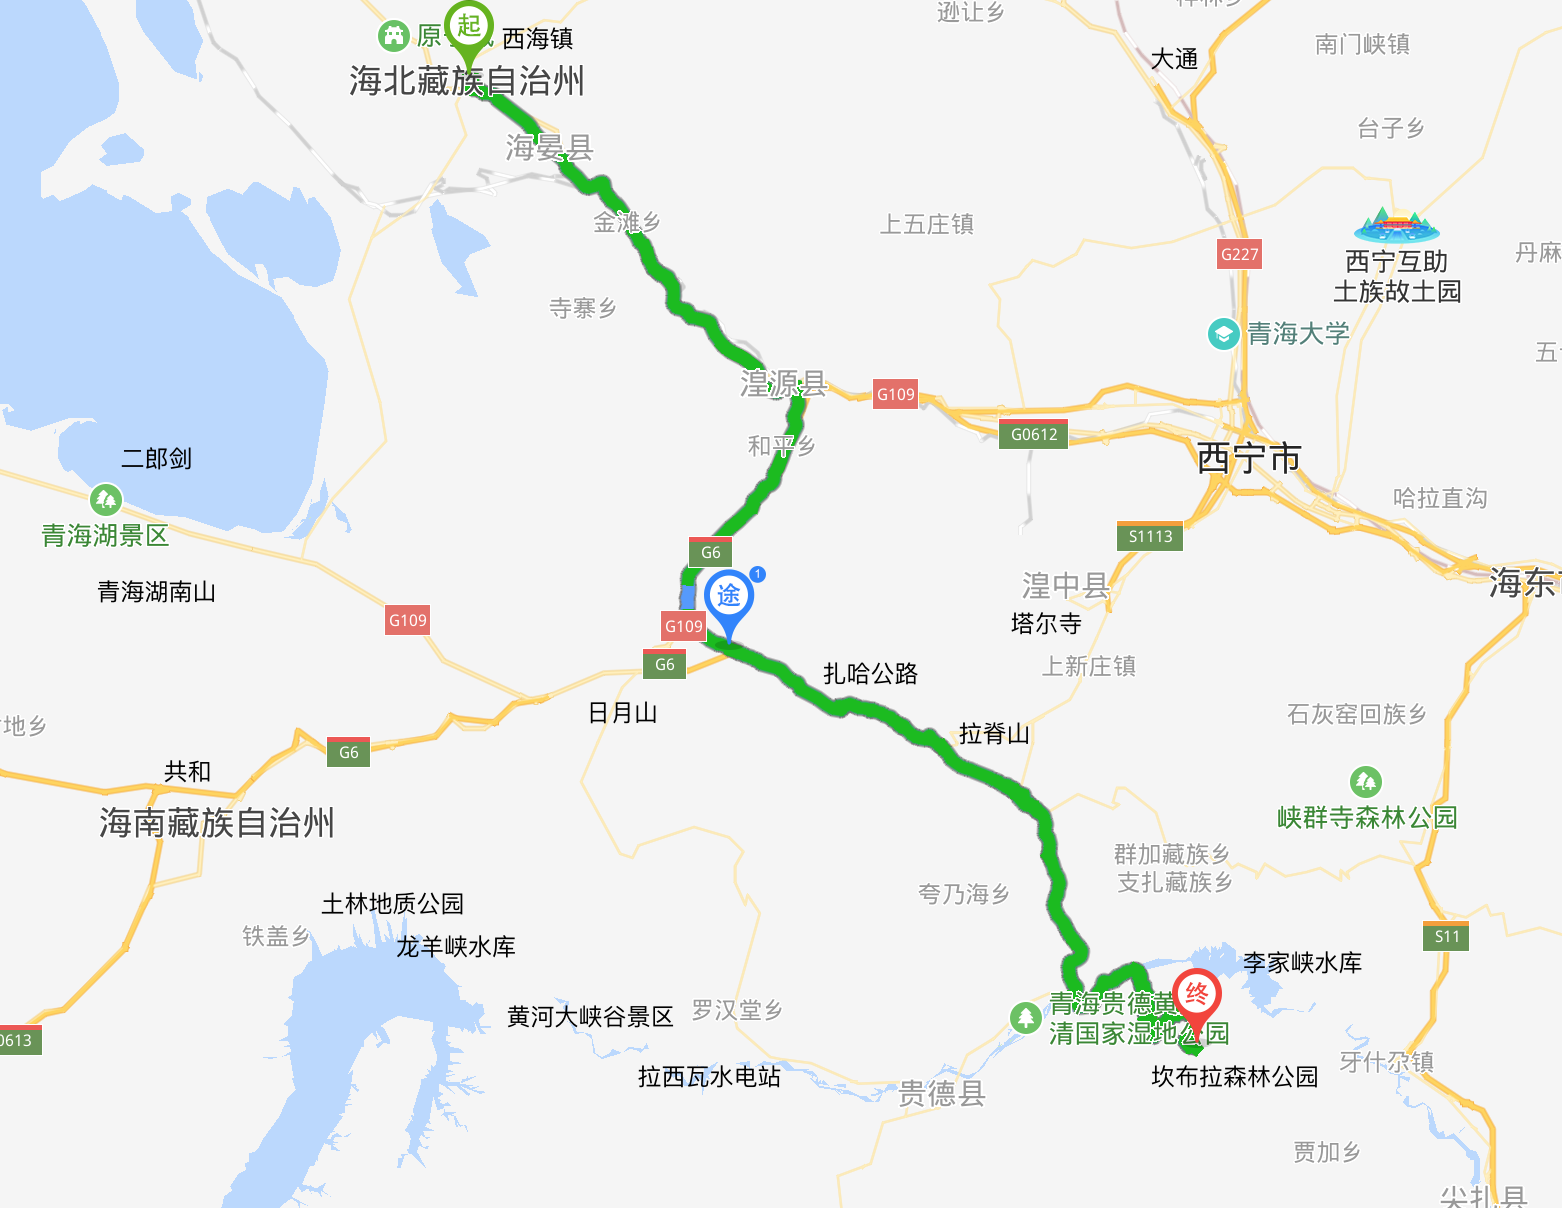 逊让乡
起
西海镇
南门峡镇
大通
海北藏族自治州
台子乡
海晏县
金滩乡
上五庄镇
G227
西宁互助
土族故土园
丹麻
寺寨乡
青海大学
湟源县
G109
G0612
和平乡
西宁市
二郎剑
哈拉直沟
青海湖景区
S1113
G6
1
途
湟中县
海东
青海湖南山
G109
G109
塔尔寺
G6
上新庄镇
扎哈公路
日月山
石灰窑回族乡
地乡
拉脊山
G6
共和
海南藏族自治州
峡群寺森林公园
群加藏族乡
支扎藏族乡
夸乃海乡
土林地质公园
铁盖乡
龙羊峡水库
S11
李家峡水库
终
青海贵德黄
清国家湿地公园
罗汉堂乡
黄河大峡谷景区
0613
牙什尕镇
拉西瓦水电站
坎布拉森林公园
贵德县
贾加乡
尖扎县